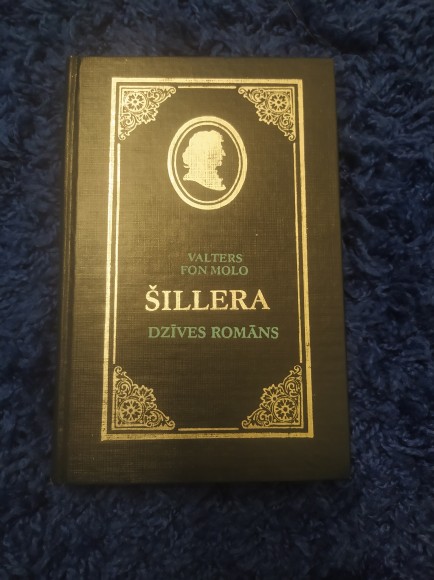 VALTERS
FON MOLO
ŠILLERA
DZĪVES ROMĀNS